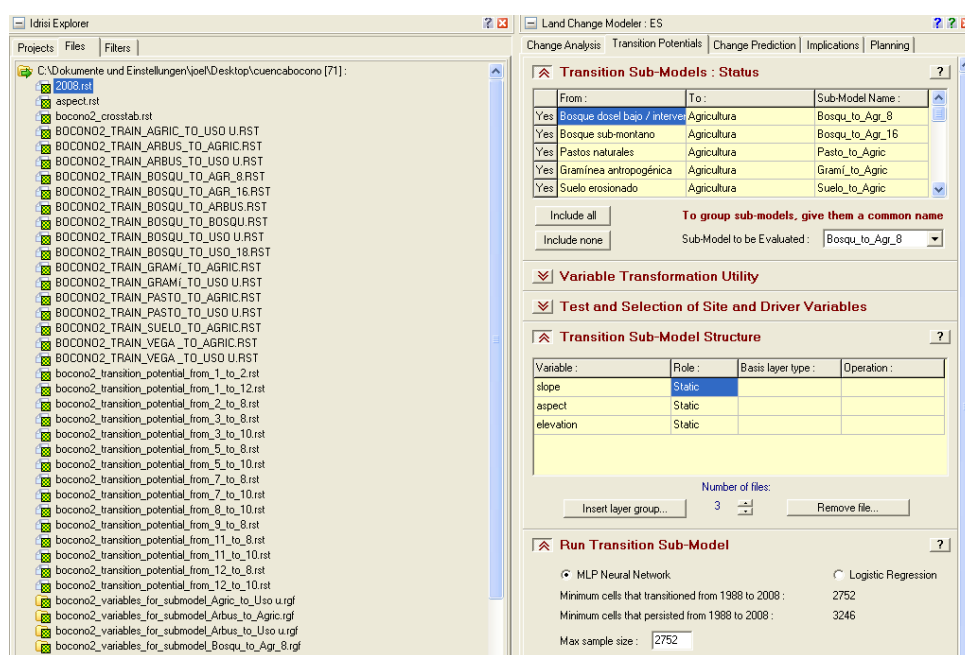 Idrisi Explorer
Projects Files Filters
C:\Dokumente und Einstellungen\joel\Desktop\cuencabocono [71] :
2008.rst
aspect.rst
bocono2_crosstab.rst
BOCONO2_TRAIN_AGRIC_TO_USO U.RST
BOCONO2_TRAIN_ARBUS_TO_AGRIC.RST
BOCONO2_TRAIN_ARBUS_TO_USO U.RST
BOCONO2_TRAIN_BOSQU_TO_AGR_8.RST
BOCONO2_TRAIN_BOSQU_TO_AGR_16.RST
BOCONO2_TRAIN_BOSQU_TO_ARBUS.RST
BOCONO2_TRAIN_BOSQU_TO_BOSQU.RST
BOCONO2_TRAIN_BOSQU_TO_USO U.RST
BOCONO2_TRAIN_BOSQU_TO_USO_18.RST
BOCONO2_TRAIN_GRAMÍ_TO_AGRIC.RST
BOCONO2_TRAIN_GRAMÍ_TO_USO U.RST
BOCONO2_TRAIN_PASTO_TO_AGRIC.RST
BOCONO2_TRAIN_PASTO_TO_USO U.RST
BOCONO2_TRAIN_SUELO_TO_AGRIC.RST
BOCONO2_TRAIN_VEGA _TO_AGRIC.RST
BOCONO2_TRAIN_VEGA _TO_USO U.RST
bocono2_transition_potential_from_1_to_2.rst
bocono2_transition_potential_from_1_to_12.rst
bocono2_transition_potential_from_2_to_8.rst
bocono2_transition_potential_from_3_to_8.rst
bocono2_transition_potential_from_3_to_10.rst
bocono2_transition_potential_from_5_to_8.rst
bocono2_transition_potential_from_5_to_10.rst
bocono2_transition_potential_from_7_to_8.rst
bocono2_transition_potential_from_7_to_10.rst
bocono2_transition_potential_from_8_to_10.rst
bocono2_transition_potential_from_9_to_8.rst
bocono2_transition_potential_from_11_to_8.rst
bocono2_transition_potential_from_11_to_10.rst
bocono2_transition_potential_from_12_to_8.rst
bocono2_transition_potential_from_12_to_10.rst
bocono2_variables_for_submodel_Agric_to_Uso u.rgf
bocono2_variables_for_submodel_Arbus_to_Agric.rgf
bocono2_variables_for_submodel_Arbus_to_Uso u.rgf
bocono2_variables_for_submodel_Bosqu_to_Agr_8.rgf
Land Change Modeler : ES
Change Analysis Transition Potentials Change Prediction Implications Planning
Transition Sub-Models : Status
From : To : Sub-Model Name :
Yes Bosque dosel bajo / interver Agricultura Bosqu_to_Agr_8
Yes Bosque sub-montano Agricultura Bosqu_to_Agr_16
Yes Pastos naturales Agricultura Pasto_to_Agric
Yes Gramínea antropogénica Agricultura Gramí_to_Agric
Yes Suelo erosionado Agricultura Suelo_to_Agric
Include all To group sub-models, give them a common name
Include none Sub-Model to be Evaluated : Bosqu_to_Agr_8
Variable Transformation Utility
Test and Selection of Site and Driver Variables
Transition Sub-Model Structure
Variable : Role : Basis layer type : Operation :
slope Static
aspect Static
elevation Static
Number of files:
Insert layer group... 3 Remove file...
Run Transition Sub-Model
MLP Neural Network Logistic Regression
Minimum cells that transitioned from 1988 to 2008 : 2752
Minimum cells that persisted from 1988 to 2008 : 3246
Max sample size : 2752